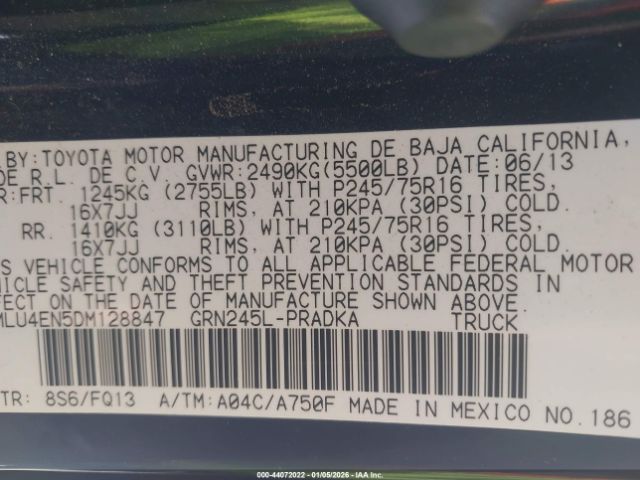 BY: TOYOTA MOTOR MANUFACTURING DE BAJA CALIFORNIA,
DE R.L. DE C.V. GVWR:2490KG(5500LB) DATE:06/13
R:FRT. 1245KG (2755LB) WITH P245/75R16 TIRES,
16X7JJ RIMS, AT 210KPA (30PSI) COLD.
RR. 1410KG (3110LB) WITH P245/75R16 TIRES,
16X7JJ RIMS, AT 210KPA (30PSI) COLD.
S VEHICLE CONFORMS TO ALL APPLICABLE FEDERAL MOTOR
VEHICLE SAFETY AND THEFT PREVENTION STANDARDS IN
FECT ON THE DATE OF MANUFACTURE SHOWN ABOVE.
MLU4EN5DM128847 GRN245L-PRADKA TRUCK
TR: 8S6/FQ13 A/TM:A04C/A750F MADE IN MEXICO NO.186
000-44072022 - 01/05/2026 - IAA Inc.